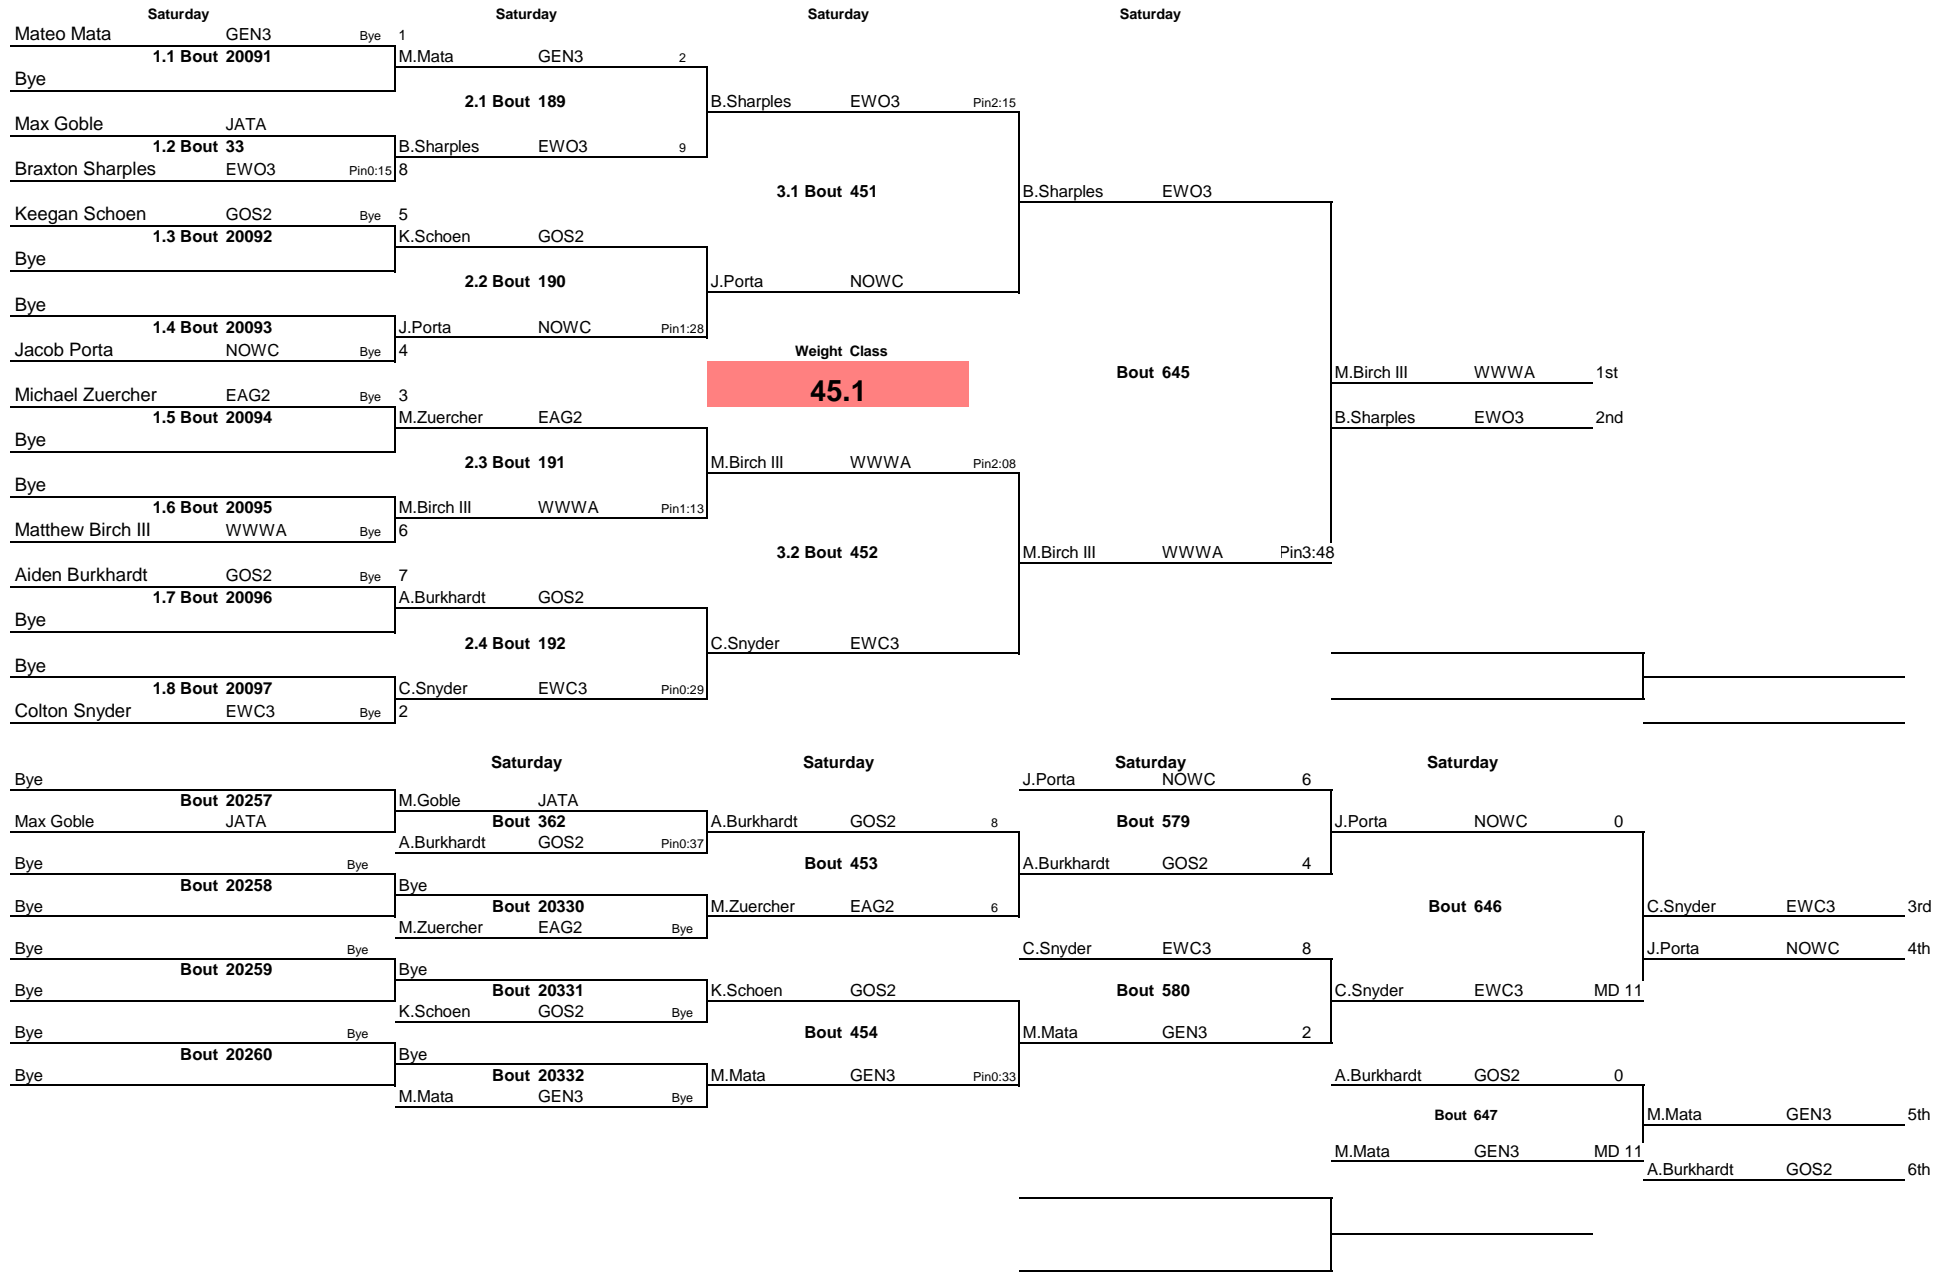 Saturday Saturday Saturday Saturday
Mateo Mata GEN3 Bye 1
1.1 Bout 20091 M.Mata GEN3 2
Bye
2.1 Bout 189 B.Sharples EWO3 Pin2:15
Max Goble JATA
1.2 Bout 33 B.Sharples EWO3 9
Braxton Sharples EWO3 Pin0:15 8
3.1 Bout 451 B.Sharples EWO3
Keegan Schoen GOS2 Bye 5
1.3 Bout 20092 K.Schoen GOS2
Bye
2.2 Bout 190 J.Porta NOWC
Bye
1.4 Bout 20093 J.Porta NOWC Pin1:28
Jacob Porta NOWC Bye 4 Weight Class
Bout 645 M.Birch III WWWA 1st
45.1
Michael Zuercher EAG2 Bye 3
1.5 Bout 20094 M.Zuercher EAG2 B.Sharples EWO3 2nd
Bye
2.3 Bout 191 M.Birch III WWWA Pin2:08
Bye
1.6 Bout 20095 M.Birch III WWWA Pin1:13
Matthew Birch III WWWA Bye 6
3.2 Bout 452 M.Birch III WWWA Pin3:48
Aiden Burkhardt GOS2 Bye 7
1.7 Bout 20096 A.Burkhardt GOS2
Bye
2.4 Bout 192 C.Snyder EWC3
Bye
1.8 Bout 20097 C.Snyder EWC3 Pin0:29
Colton Snyder EWC3 Bye 2
Saturday Saturday Saturday Saturday
Bye J.Porta NOWC 6
Bout 20257 M.Goble JATA
Max Goble JATA Bout 362 A.Burkhardt GOS2 8 Bout 579 J.Porta NOWC 0
A.Burkhardt GOS2 Pin0:37
Bye Bye Bout 453 A.Burkhardt GOS2 4
Bout 20258 Bye
Bye Bout 20330 M.Zuercher EAG2 6 Bout 646 C.Snyder EWC3 3rd
M.Zuercher EAG2 Bye
Bye Bye C.Snyder EWC3 8 J.Porta NOWC 4th
Bout 20259 Bye
Bye Bout 20331 K.Schoen GOS2 Bout 580 C.Snyder EWC3 MD 11
K.Schoen GOS2 Bye
Bye Bye Bout 454 M.Mata GEN3 2
Bout 20260 Bye
Bye Bout 20332 M.Mata GEN3 Pin0:33 A.Burkhardt GOS2 0
M.Mata GEN3 Bye
Bout 647 M.Mata GEN3 5th
M.Mata GEN3 MD 11
A.Burkhardt GOS2 6th